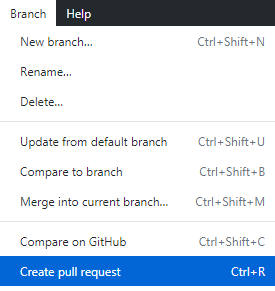 Branch Help
New branch... Ctrl+Shift+N
Rename...
Delete...
Update from default branch Ctrl+Shift+U
Compare to branch Ctrl+Shift+B
Merge into current branch... Ctrl+Shift+M
Compare on GitHub Ctrl+Shift+C
Create pull request Ctrl+R